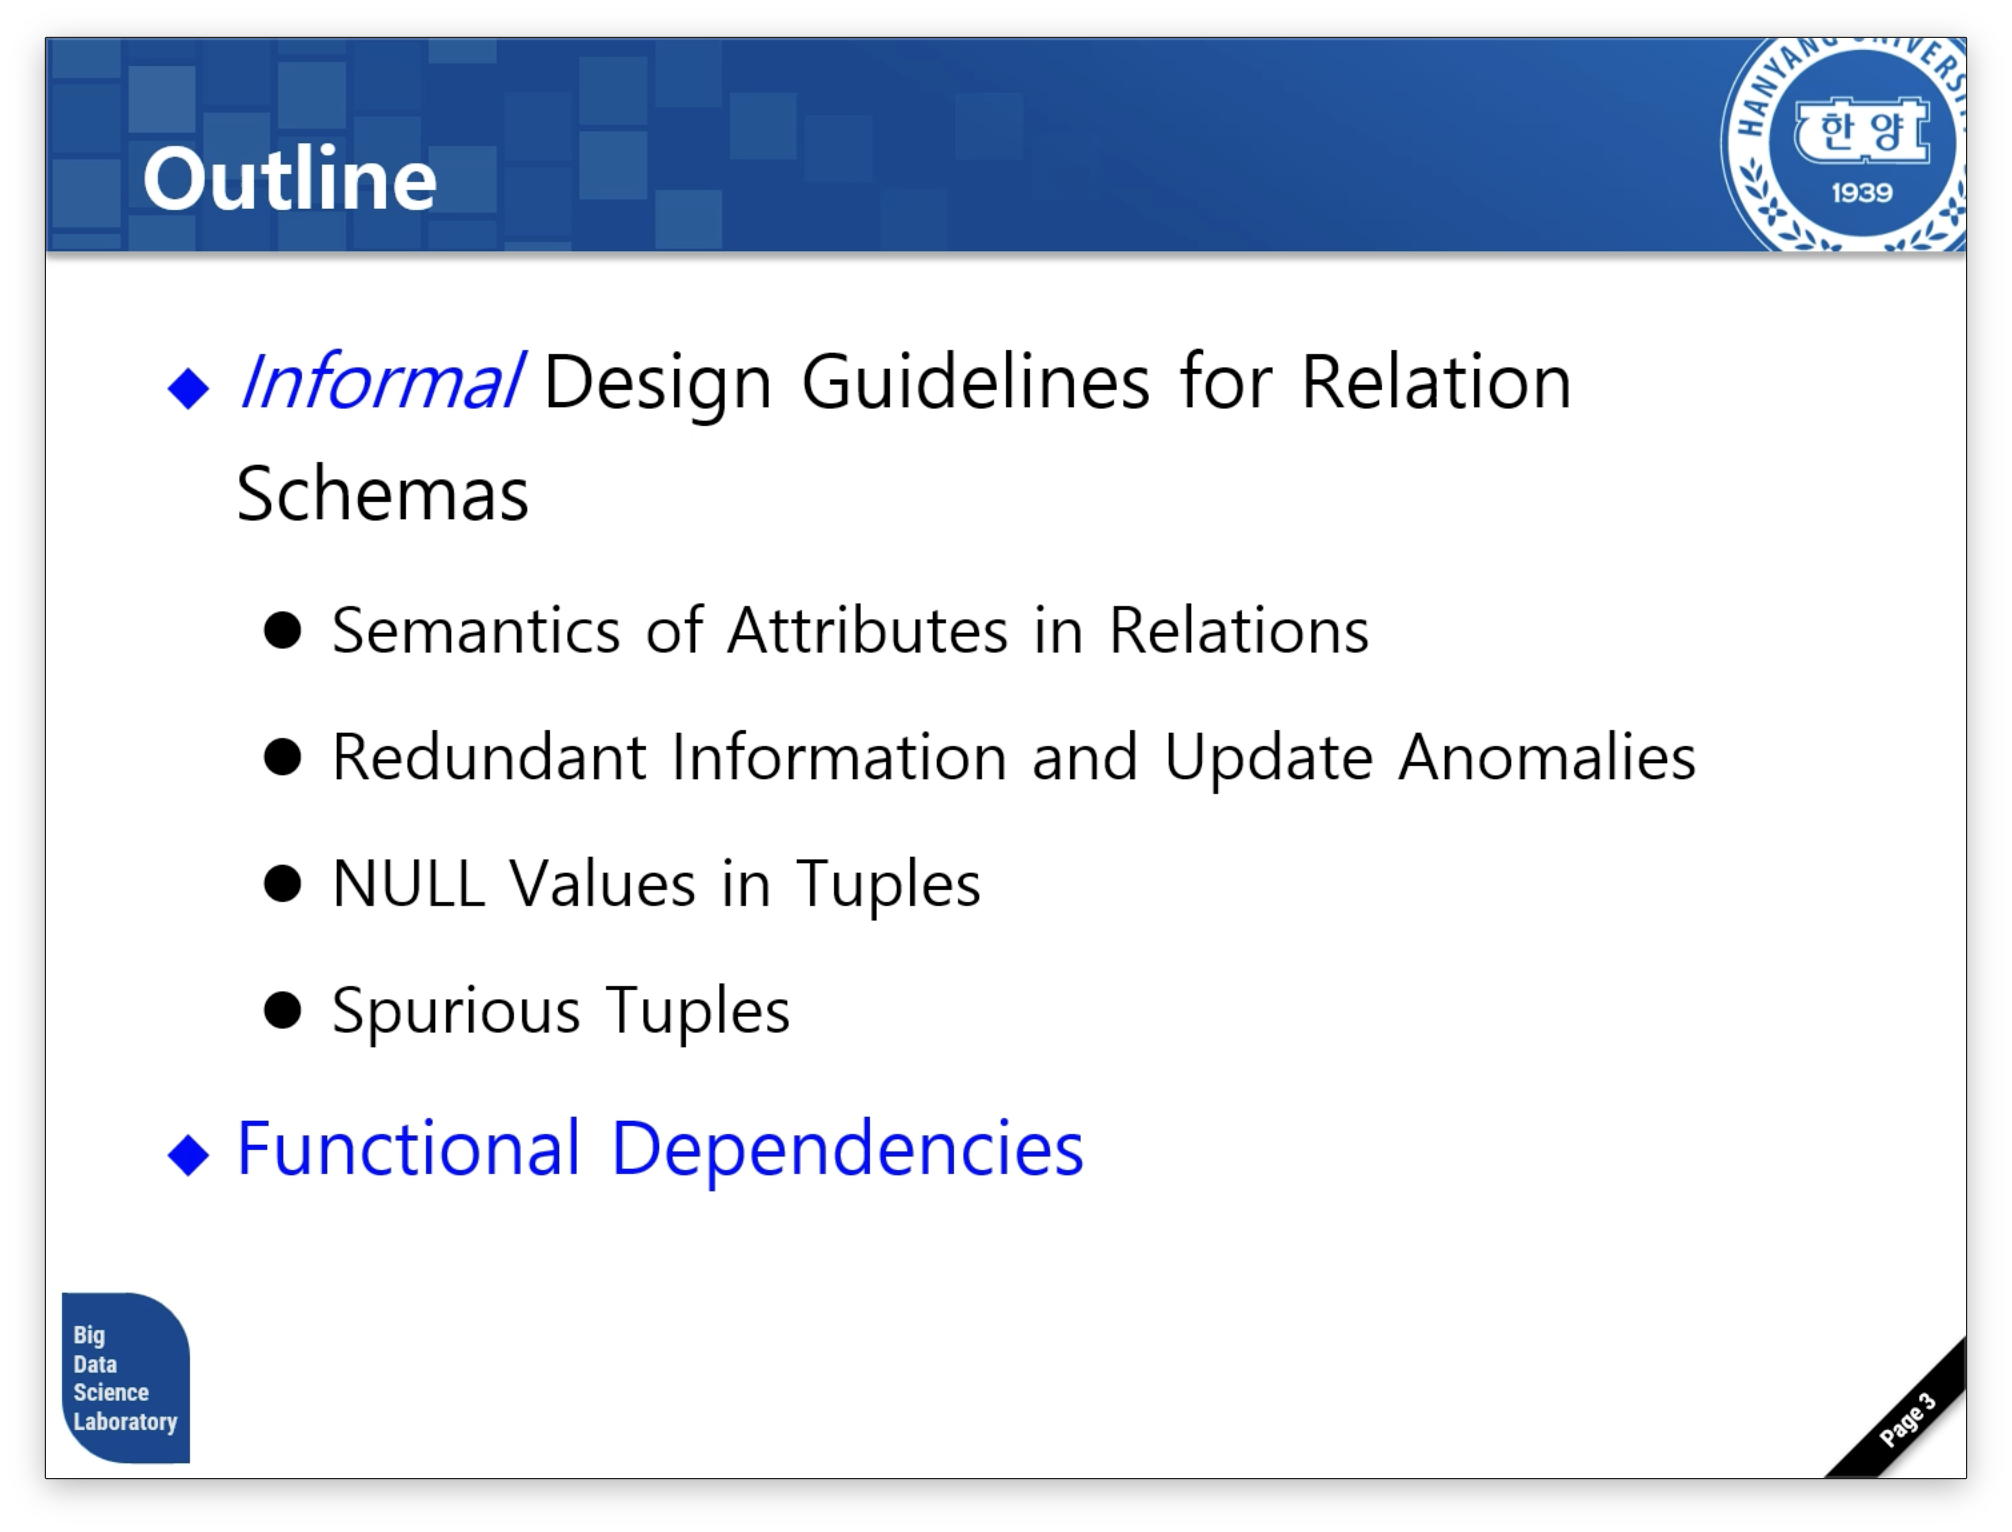 Outline
HANYANG UNIVERSITY
한양
1939
Informal Design Guidelines for Relation
Schemas
Semantics of Attributes in Relations
Redundant Information and Update Anomalies
NULL Values in Tuples
Spurious Tuples
Functional Dependencies
Big
Data
Science
Laboratory
Page 3